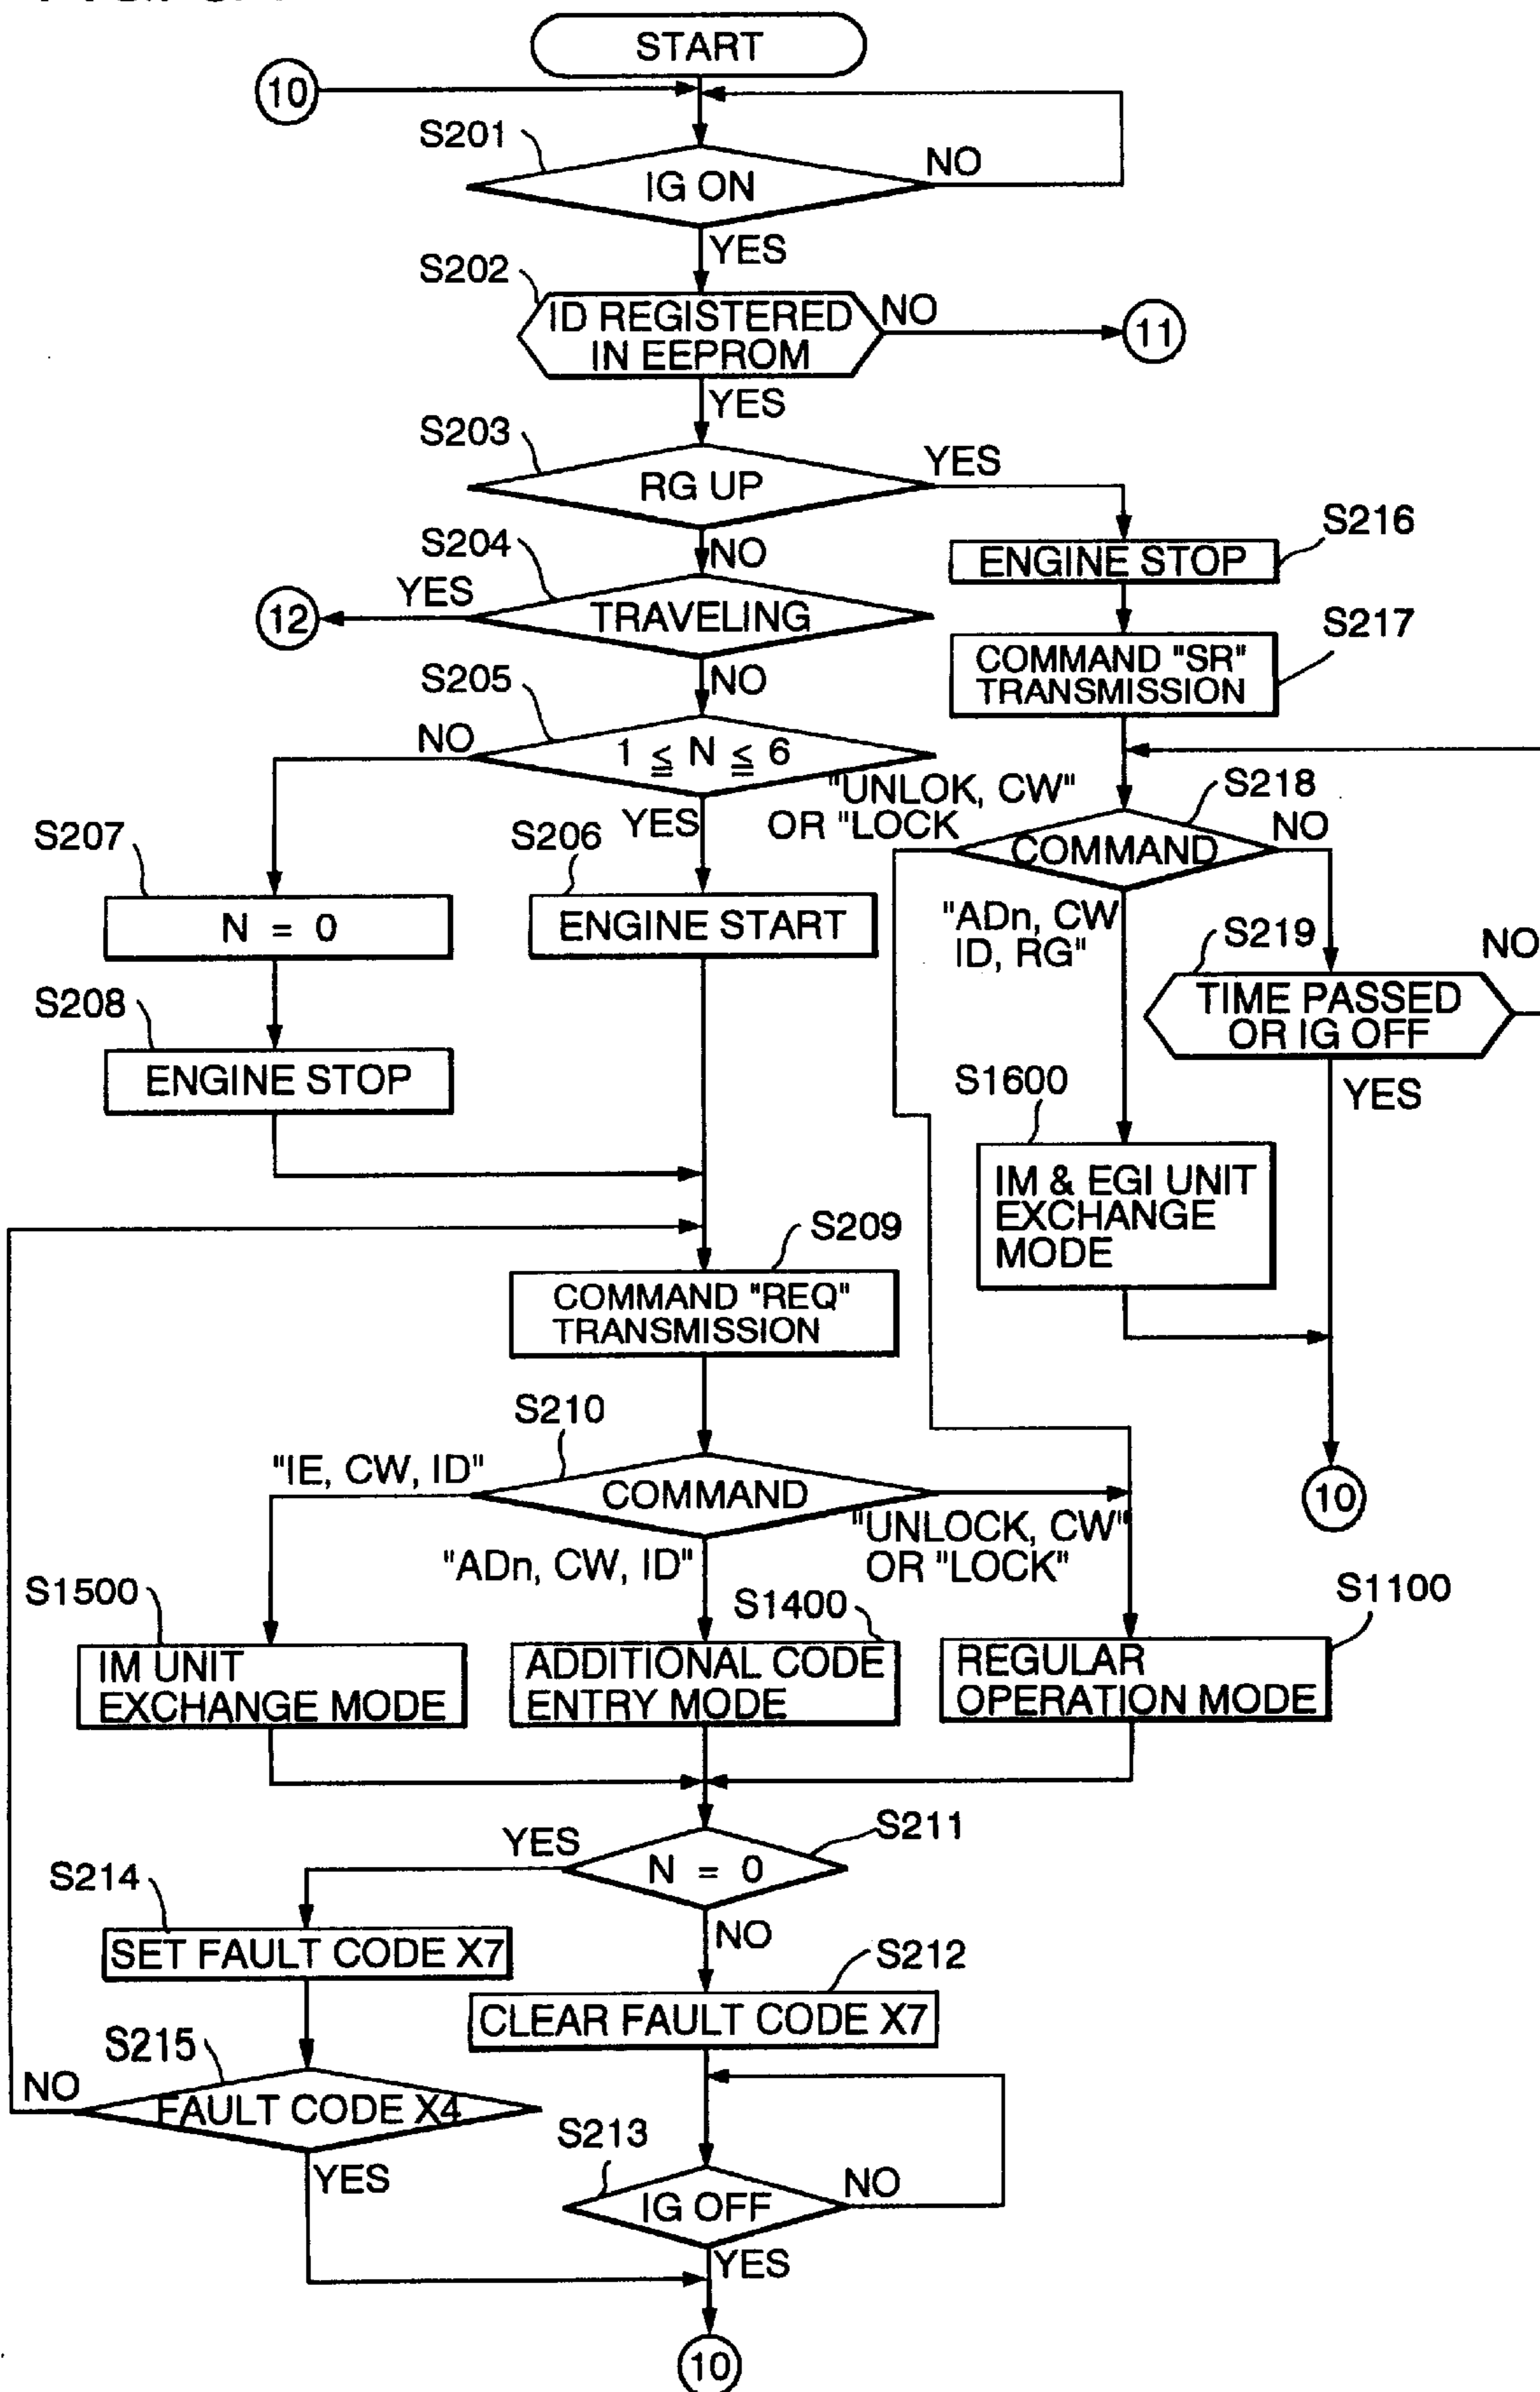 START
10
S201
IG ON
NO
YES
S202
ID REGISTERED
IN EEPROM
NO
11
YES
S203
RG UP
YES
NO
S216
ENGINE STOP
S204
TRAVELING
YES
12
NO
S217
COMMAND "SR"
TRANSMISSION
S205
1 ≦ N ≦ 6
NO
YES
"UNLOK, CW"
OR "LOCK
S218
COMMAND
NO
S207
N = 0
S206
ENGINE START
"ADn, CW
ID, RG"
S219
TIME PASSED
OR IG OFF
NO
YES
S208
ENGINE STOP
S1600
IM & EGI UNIT
EXCHANGE
MODE
S209
COMMAND "REQ"
TRANSMISSION
10
S210
COMMAND
"IE, CW, ID"
"ADn, CW, ID"
"UNLOCK, CW"
OR "LOCK"
S1500
IM UNIT
EXCHANGE MODE
S1400
ADDITIONAL CODE
ENTRY MODE
S1100
REGULAR
OPERATION MODE
S211
N = 0
YES
NO
S214
SET FAULT CODE X7
S212
CLEAR FAULT CODE X7
S215
FAULT CODE X4
NO
YES
S213
IG OFF
NO
YES
10